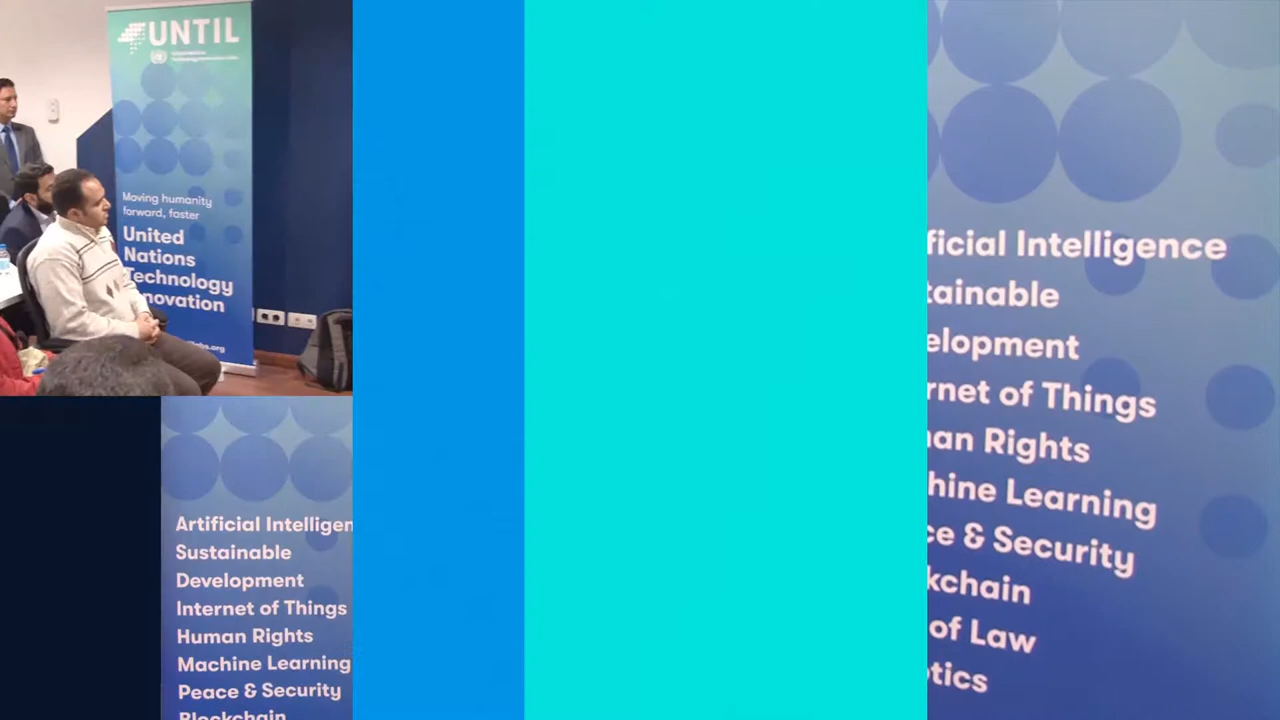 UNTIL
Moving humanity
forward, faster
United
Nations
Technology
novation
Artificial Intelligen
Sustainable
Development
Internet of Things
Human Rights
Machine Learning
Peace & Security
Blockchain
ficial Intelligence
tainable
elopment
rnet of Things
an Rights
hine Learning
ce & Security
kchain
of Law
tics